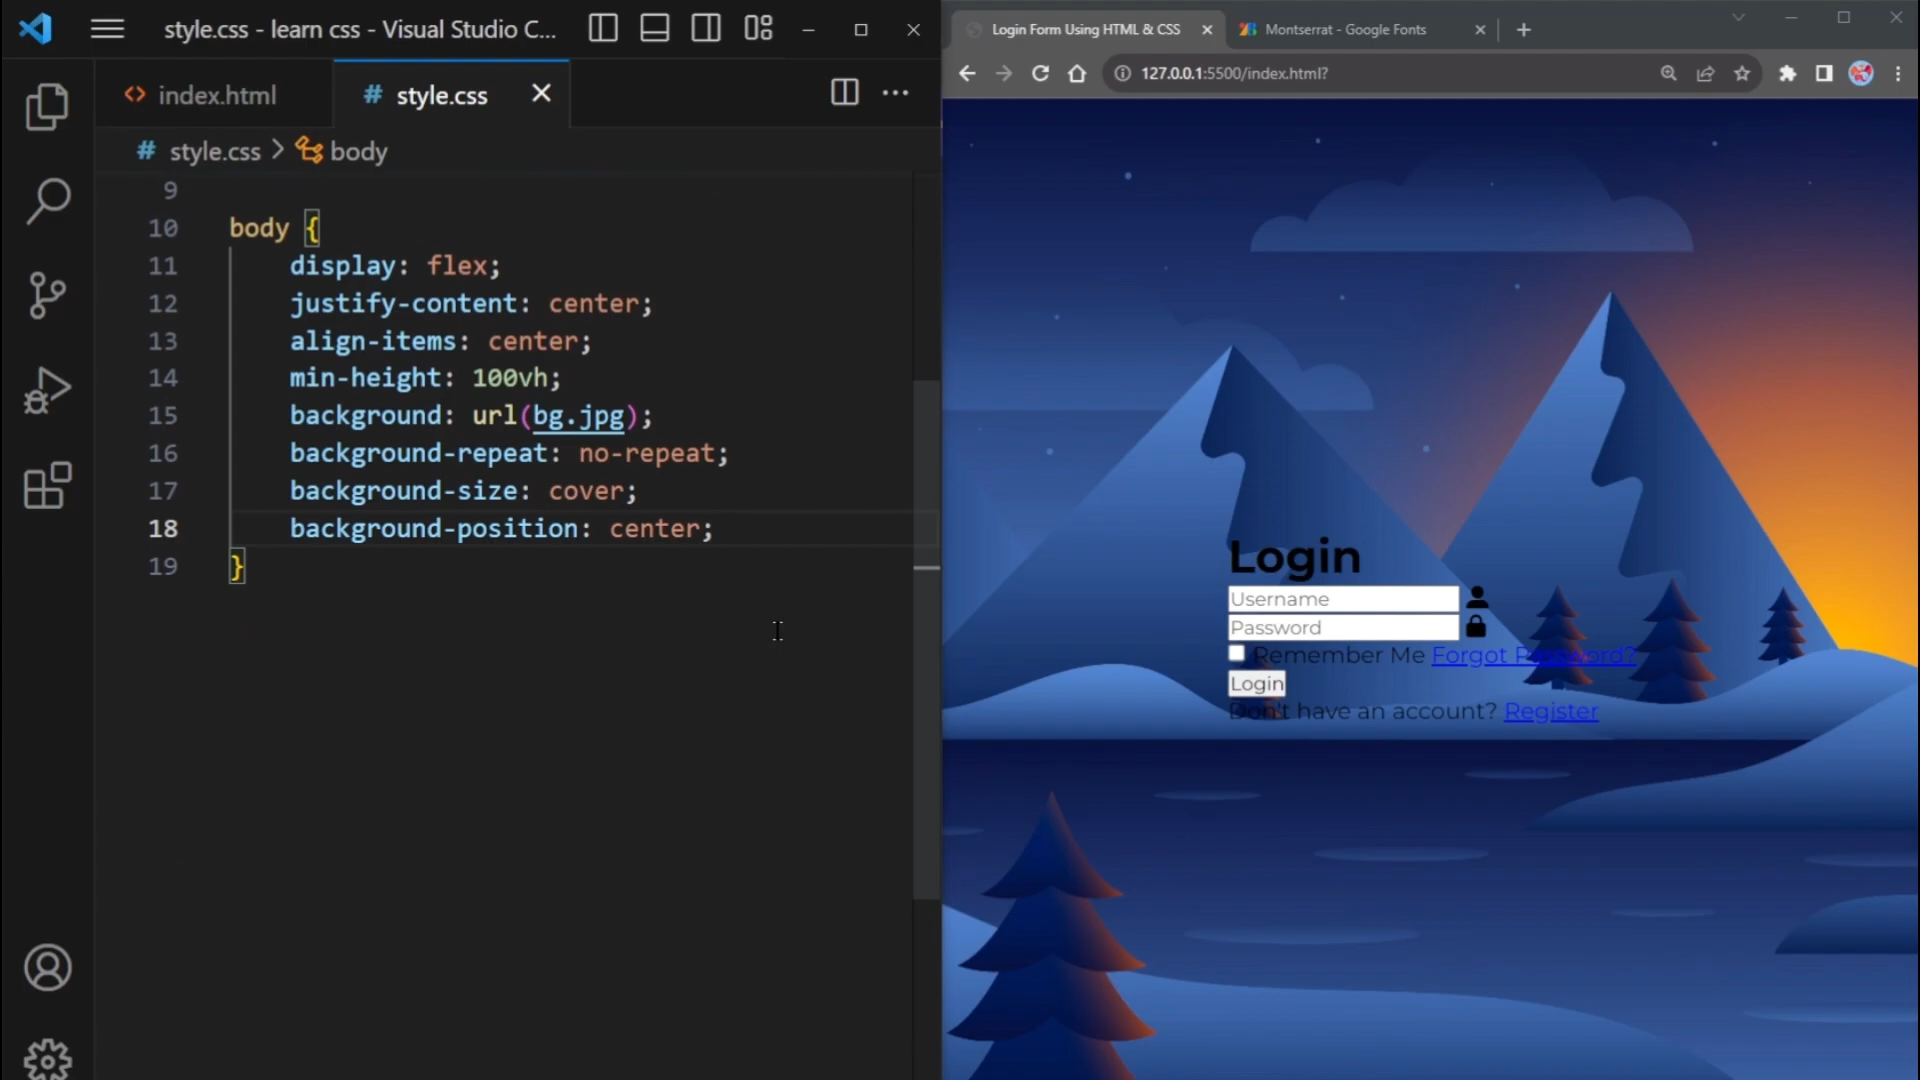 style.css - learn css - Visual Studio C...
index.html
style.css
style.css > body
9
10 body {
11 display: flex;
12 justify-content: center;
13 align-items: center;
14 min-height: 100vh;
15 background: url(bg.jpg);
16 background-repeat: no-repeat;
17 background-size: cover;
18 background-position: center;
19 }
Login Form Using HTML & CSS
Montserrat - Google Fonts
127.0.0.1:5500/index.html?
Login
Username
Password
Remember Me Forgot Password?
Login
Don't have an account? Register